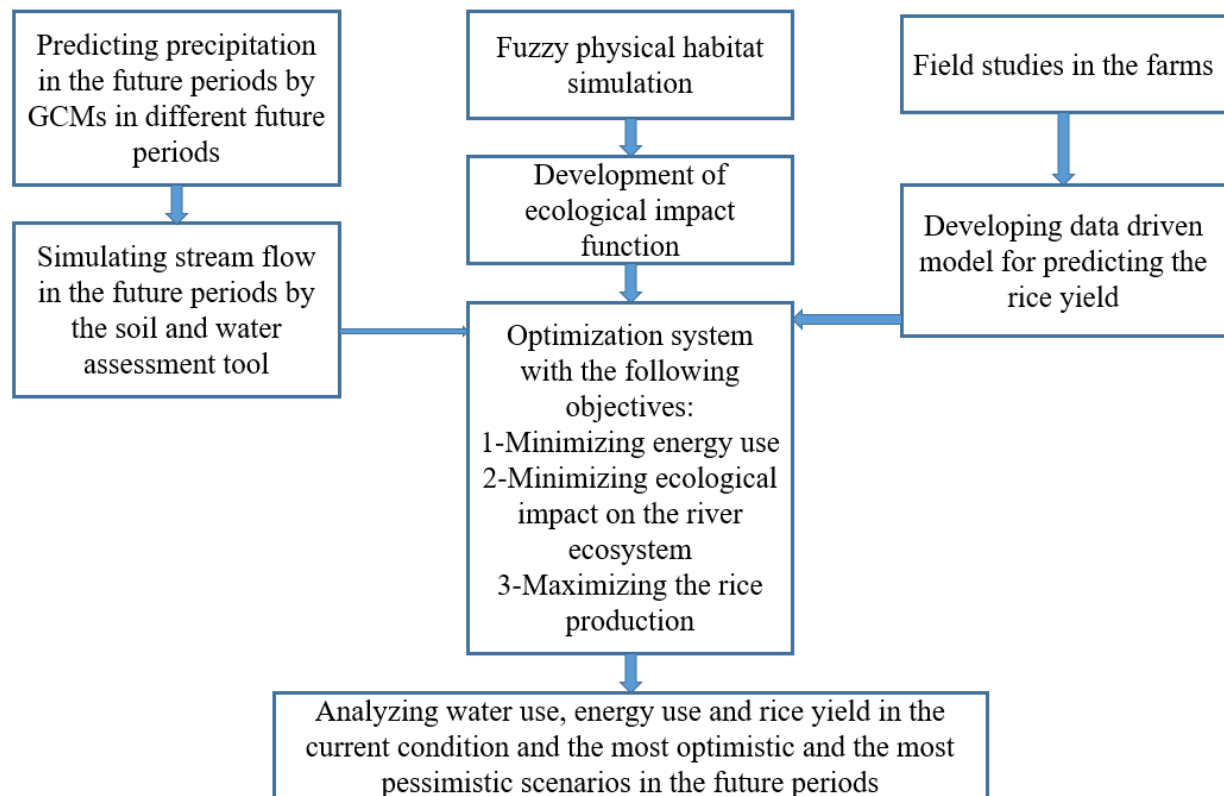 Predicting precipitation
in the future periods by
GCMs in different future
periods
Fuzzy physical habitat
simulation
Field studies in the farms
Development of
ecological impact
function
Simulating stream flow
in the future periods by
the soil and water
assessment tool
Developing data driven
model for predicting the
rice yield
Optimization system
with the following
objectives:
1-Minimizing energy use
2-Minimizing ecological
impact on the river
ecosystem
3-Maximizing the rice
production
Analyzing water use, energy use and rice yield in the
current condition and the most optimistic and the most
pessimistic scenarios in the future periods